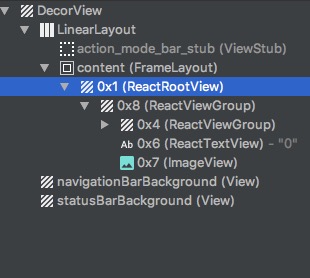 DecorView
LinearLayout
action_mode_bar_stub (ViewStub)
content (FrameLayout)
0x1 (ReactRootView)
0x8 (ReactViewGroup)
0x4 (ReactViewGroup)
Ab 0x6 (ReactTextView) - "0"
0x7 (ImageView)
navigationBarBackground (View)
statusBarBackground (View)